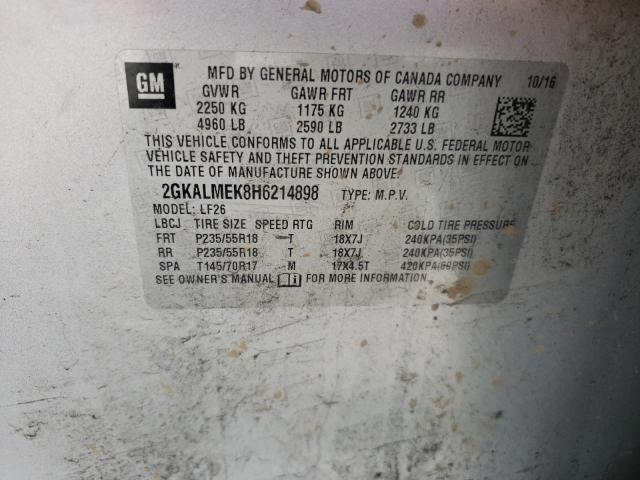 GM
MFD BY GENERAL MOTORS OF CANADA COMPANY 10/16
GVWR GAWR FRT GAWR RR
2250 KG 1175 KG 1240 KG
4960 LB 2590 LB 2733 LB
THIS VEHICLE CONFORMS TO ALL APPLICABLE U.S. FEDERAL MOTOR
VEHICLE SAFETY AND THEFT PREVENTION STANDARDS IN EFFECT ON
THE DATE OF MANUFACTURE SHOWN ABOVE.
2GKALMEK8H6214898 TYPE: M.P.V.
MODEL: LF26
LBCJ TIRE SIZE SPEED RTG RIM COLD TIRE PRESSURE
FRT P235/55R18 T 18X7J 240KPA(35PSI)
RR P235/55R18 T 18X7J 240KPA(35PSI)
SPA T145/70R17 M 17X4.5T 420KPA(60PSI)
SEE OWNER'S MANUAL FOR MORE INFORMATION.